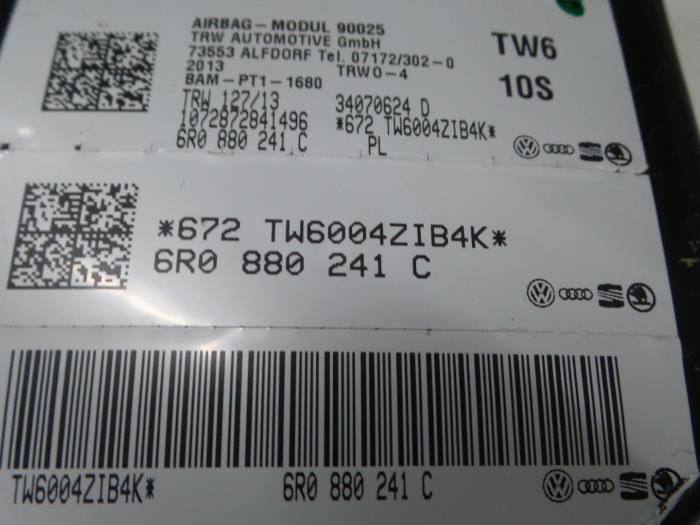 AIRBAG-MODUL 90025
TRW AUTOMOTIVE GmbH
73553 ALFDORF Tel. 07172/302-0
2013 TRWO-4
BAM-PT1-1680
TW6
10S
TRW 127/13 34070624 D
1072872841496 *672 TW6004ZIB4K*
6R0 880 241 C PL
*672 TW6004ZIB4K*
6R0 880 241 C
TW6004ZIB4K* 6R0 880 241 C